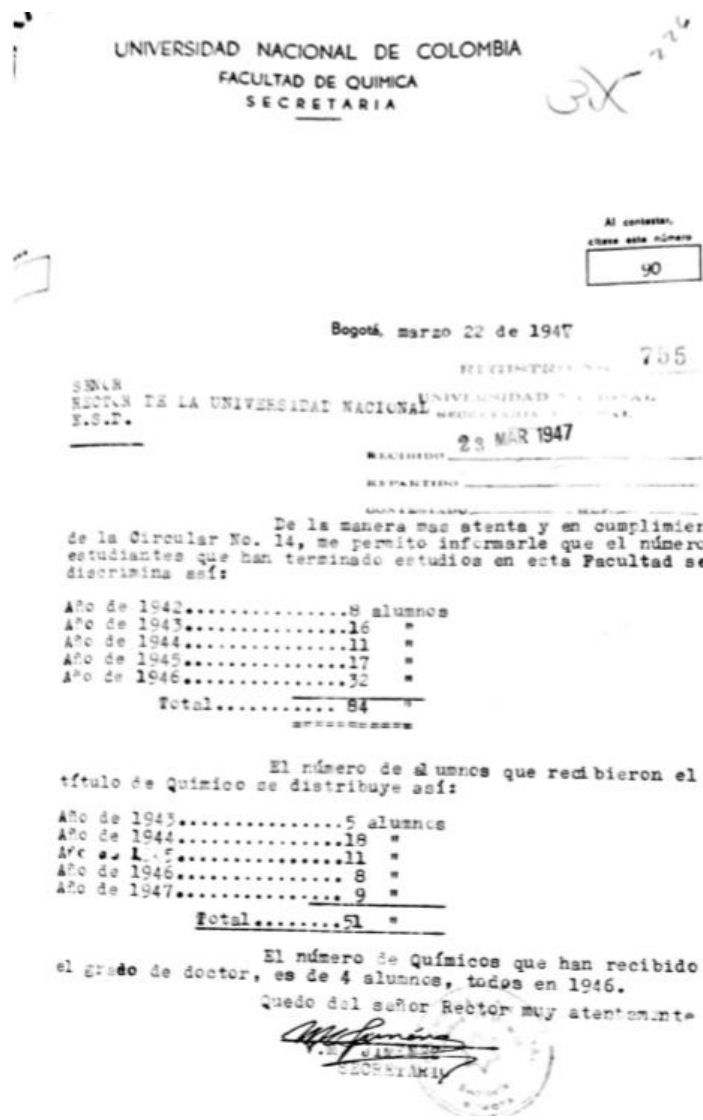 UNIVERSIDAD NACIONAL DE COLOMBIA
FACULTAD DE QUIMICA
SECRETARIA
Al contestar,
cítese este número
90
Bogotá, marzo 22 de 1947
REGISTRO 755
SEÑOR
RECTOR DE LA UNIVERSIDAD NACIONAL
E.S.D.
UNIVERSIDAD NACIONAL
23 MAR 1947
RECIBIDO
REPARTIDO
CONTESTADO
De la manera mas atenta y en cumplimien
de la Circular No. 14, me permito informarle que el número
estudiantes que han terminado estudios en esta Facultad se
discrimina así:
Año de 1942................8 alumnos
Año de 1943................16 "
Año de 1944................11 "
Año de 1945................17 "
Año de 1946................32 "
Total........... 84 "
===========
El número de alumnos que recibieron el
título de Quimico se distribuye así:
Año de 1943................5 alumnos
Año de 1944................18 "
................11 "
Año de 1946................ 8 "
Año de 1947................ 9 "
Total........51 "
El número de Químicos que han recibido
el grado de doctor, es de 4 alumnos, todos en 1946.
Quedo del señor Rector muy atentamente
JIMENEZ
SECRETARIO
BOGOTA